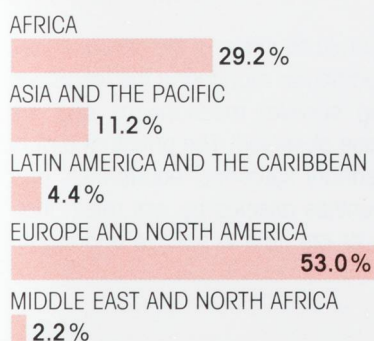 AFRICA
29.2%
ASIA AND THE PACIFIC
11.2%
LATIN AMERICA AND THE CARIBBEAN
4.4%
EUROPE AND NORTH AMERICA
53.0%
MIDDLE EAST AND NORTH AFRICA
2.2%